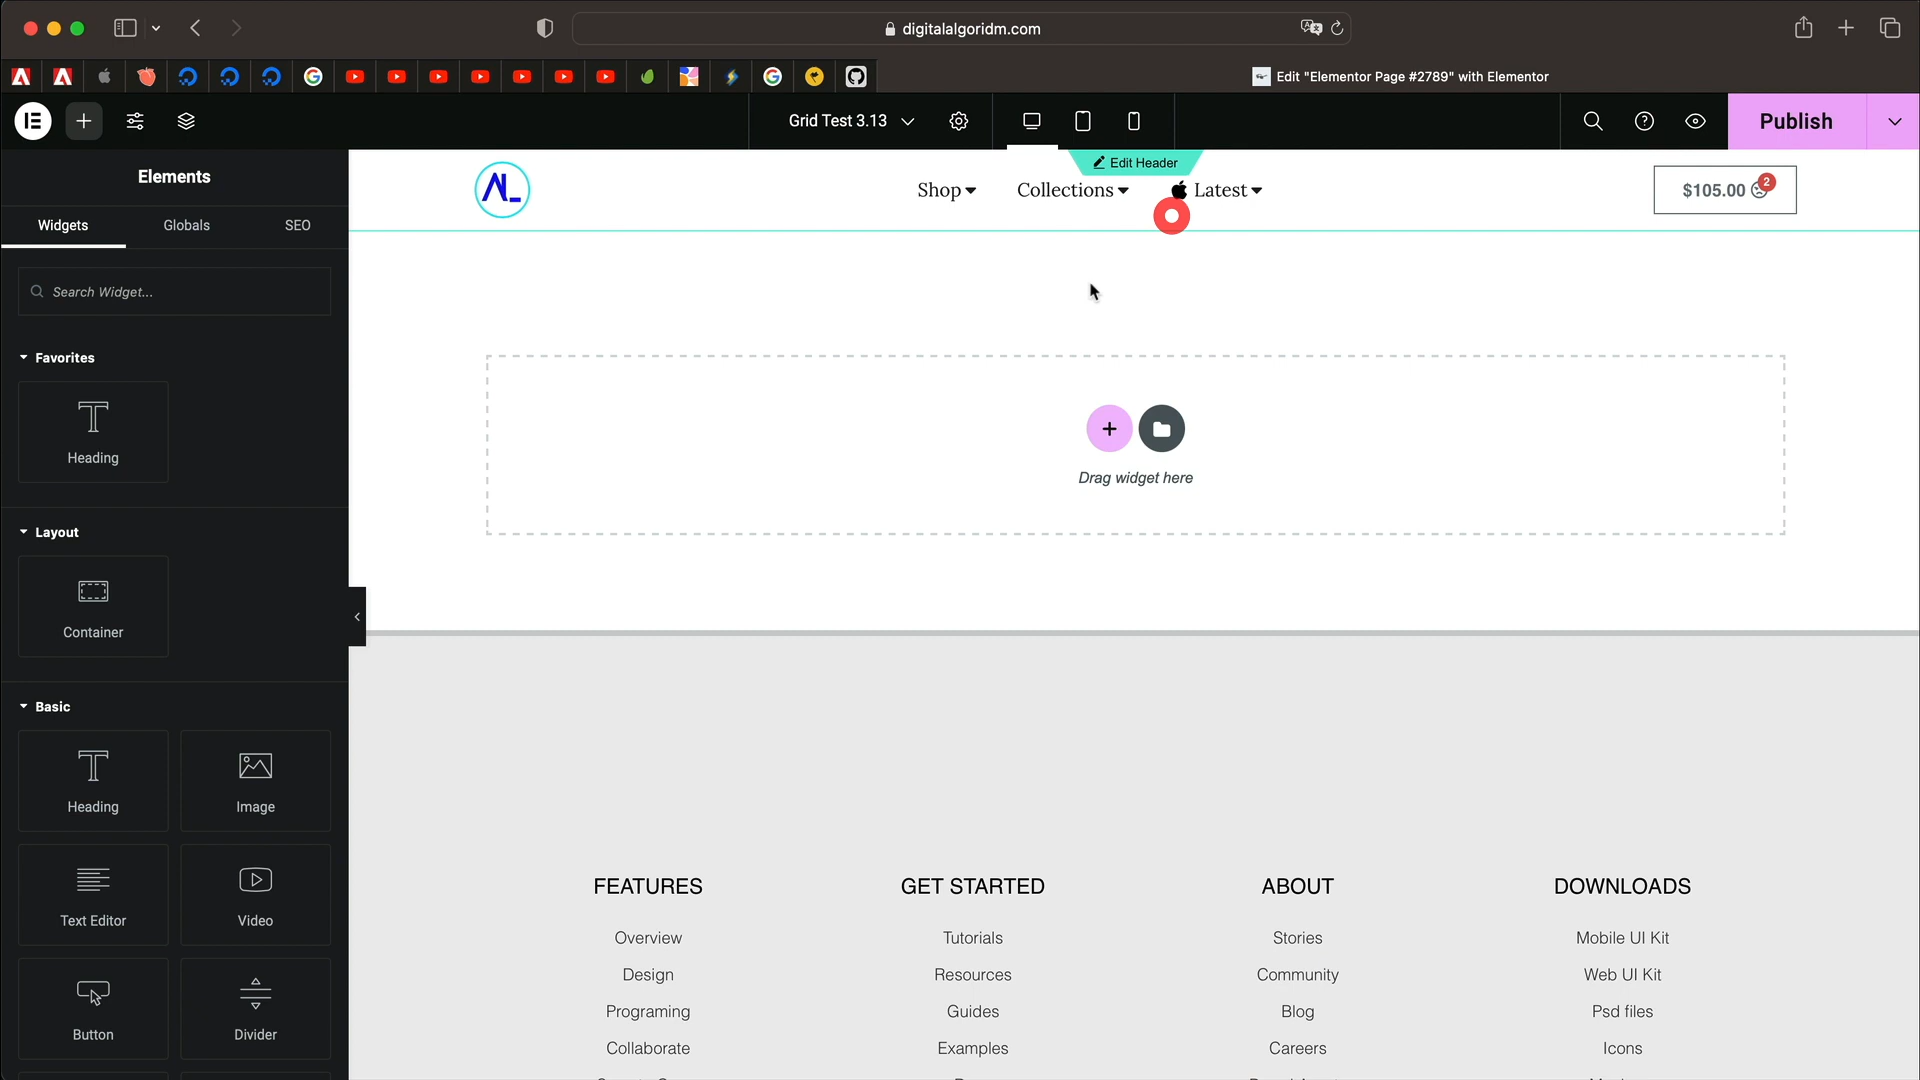 digitalalgoridm.com
Edit "Elementor Page #2789" with Elementor
Grid Test 3.13
Publish
Elements
Widgets
Globals
SEO
Search Widget...
Favorites
Heading
Layout
Container
Basic
Heading
Image
Text Editor
Video
Button
Divider
Edit Header
AL_
Shop
Collections
Latest
$105.00
2
Drag widget here
FEATURES
Overview
Design
Programing
Collaborate
GET STARTED
Tutorials
Resources
Guides
Examples
ABOUT
Stories
Community
Blog
Careers
DOWNLOADS
Mobile UI Kit
Web UI Kit
Psd files
Icons